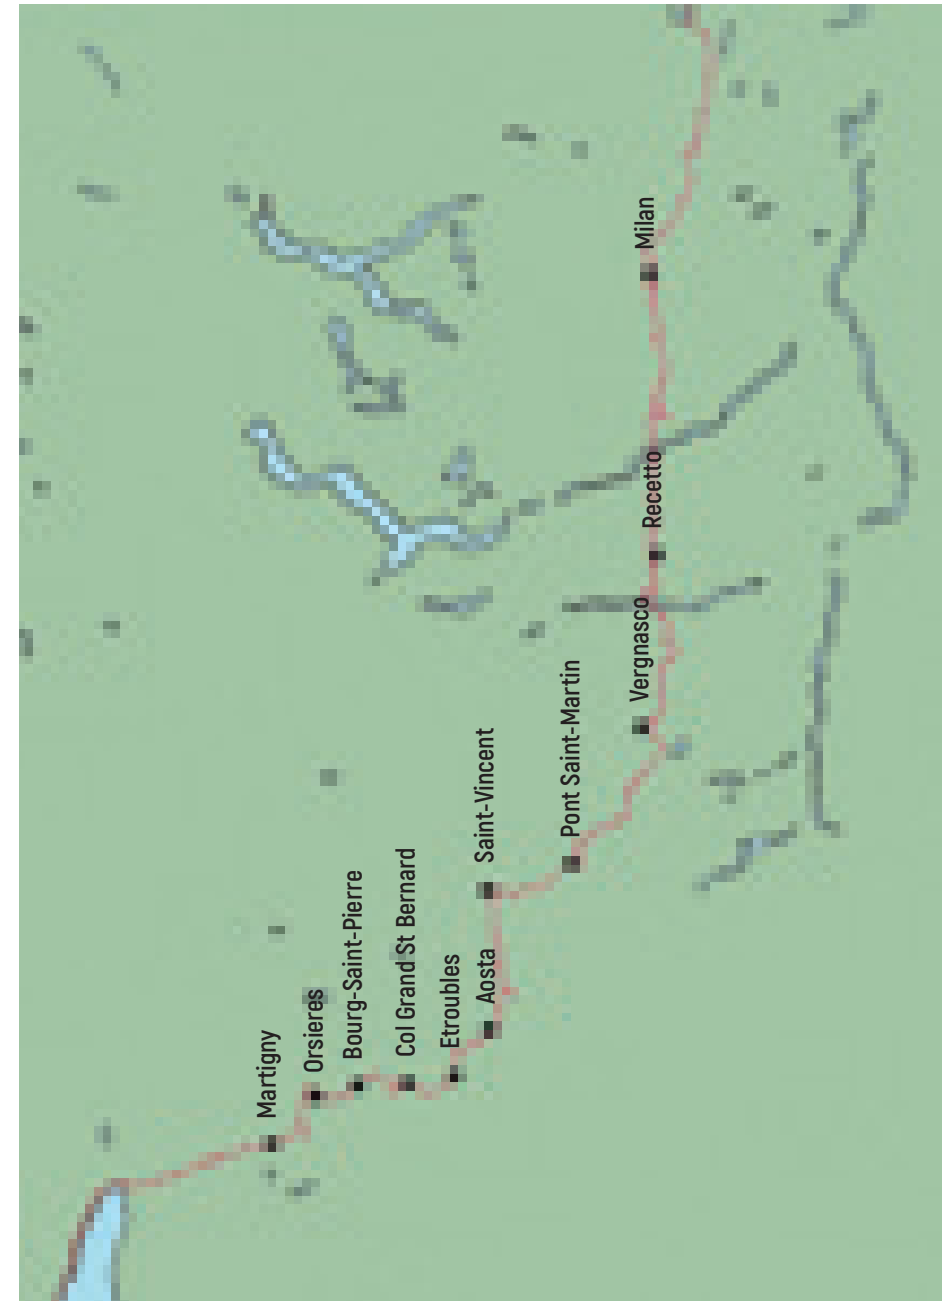 Martigny
Orsieres
Bourg-Saint-Pierre
Col Grand St Bernard
Etroubles
Aosta
Saint-Vincent
Pont Saint-Martin
Vergnasco
Recetto
Milan